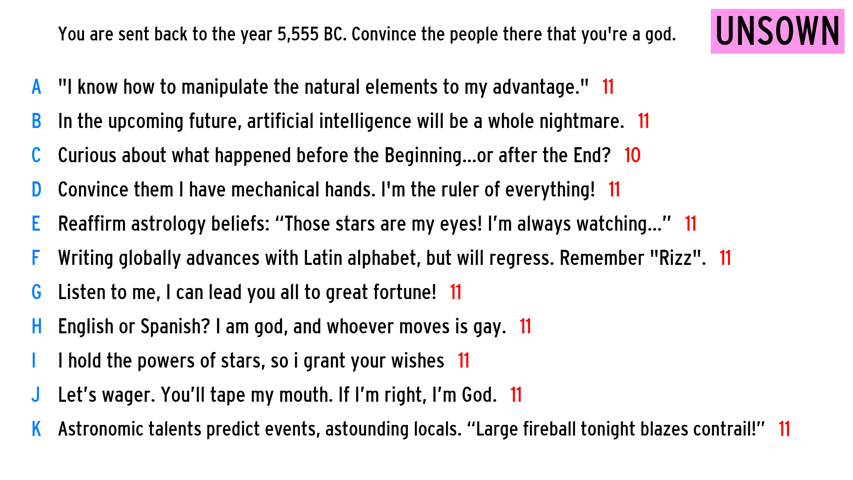 You are sent back to the year 5,555 BC. Convince the people there that you're a god. UNSOWN
A "I know how to manipulate the natural elements to my advantage." 11
B In the upcoming future, artificial intelligence will be a whole nightmare. 11
C Curious about what happened before the Beginning...or after the End? 10
D Convince them I have mechanical hands. I'm the ruler of everything! 11
E Reaffirm astrology beliefs: “Those stars are my eyes! I’m always watching...” 11
F Writing globally advances with Latin alphabet, but will regress. Remember "Rizz". 11
G Listen to me, I can lead you all to great fortune! 11
H English or Spanish? I am god, and whoever moves is gay. 11
I I hold the powers of stars, so i grant your wishes 11
J Let’s wager. You’ll tape my mouth. If I’m right, I’m God. 11
K Astronomic talents predict events, astounding locals. “Large fireball tonight blazes contrail!” 11